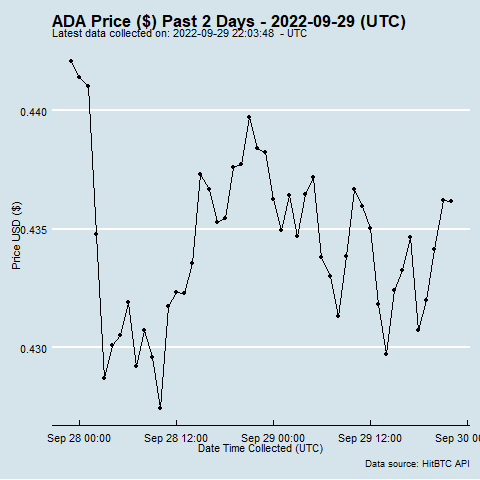 ADA Price ($) Past 2 Days - 2022-09-29 (UTC)
Latest data collected on: 2022-09-29 22:03:48  - UTC
0.440
0.435
0.430
Price USD ($)
Sep 28 00:00 Sep 28 12:00 Sep 29 00:00 Sep 29 12:00 Sep 30 00
Date Time Collected (UTC)
Data source: HitBTC API